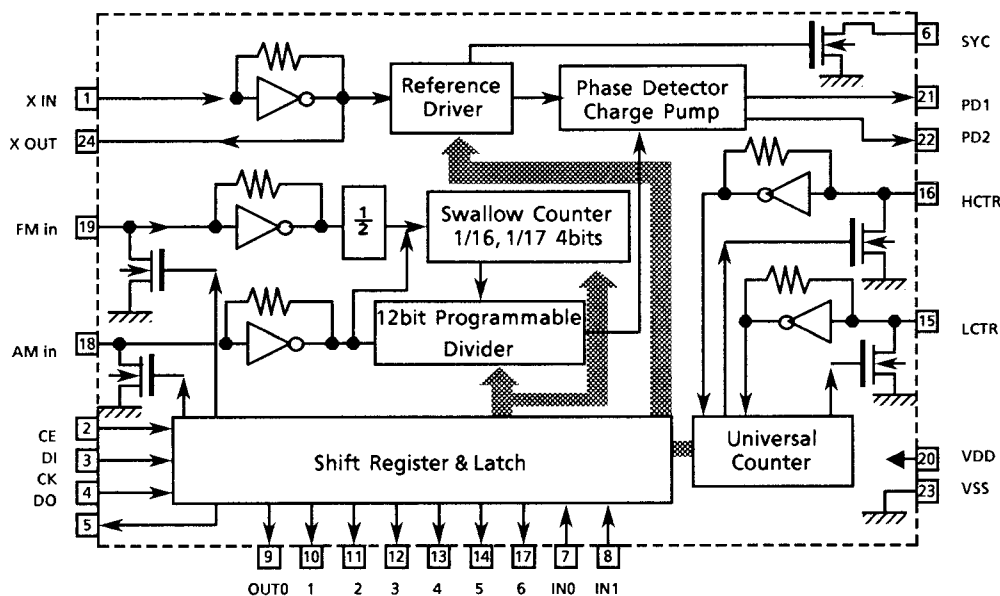 6
SYC
X IN
1
Reference
Driver
Phase Detector
Charge Pump
21
PD1
X OUT
24
22
PD2
16
HCTR
FM in
19
1
2
Swallow Counter
1/16, 1/17 4bits
AM in
18
12bit Programmable
Divider
15
LCTR
CE
2
DI
3
CK
4
DO
5
Shift Register & Latch
Universal
Counter
20
VDD
23
VSS
9
10
11
12
13
14
17
7
8
OUT0
1
2
3
4
5
6
IN0
IN1